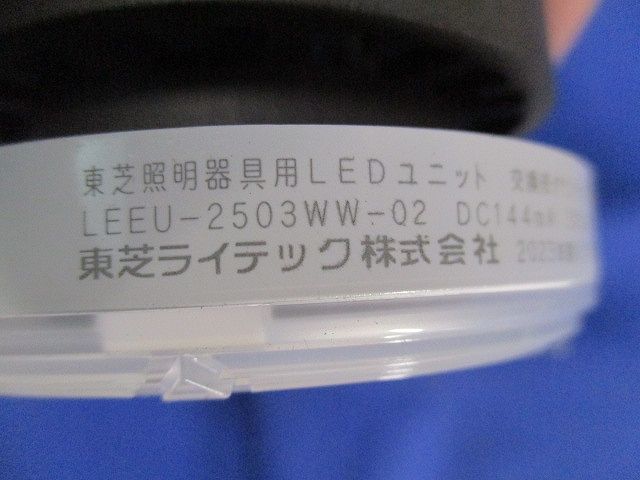 東芝照明器具用LEDユニット
LEEU-2503WW-02 DC144mA
東芝ライテック株式会社